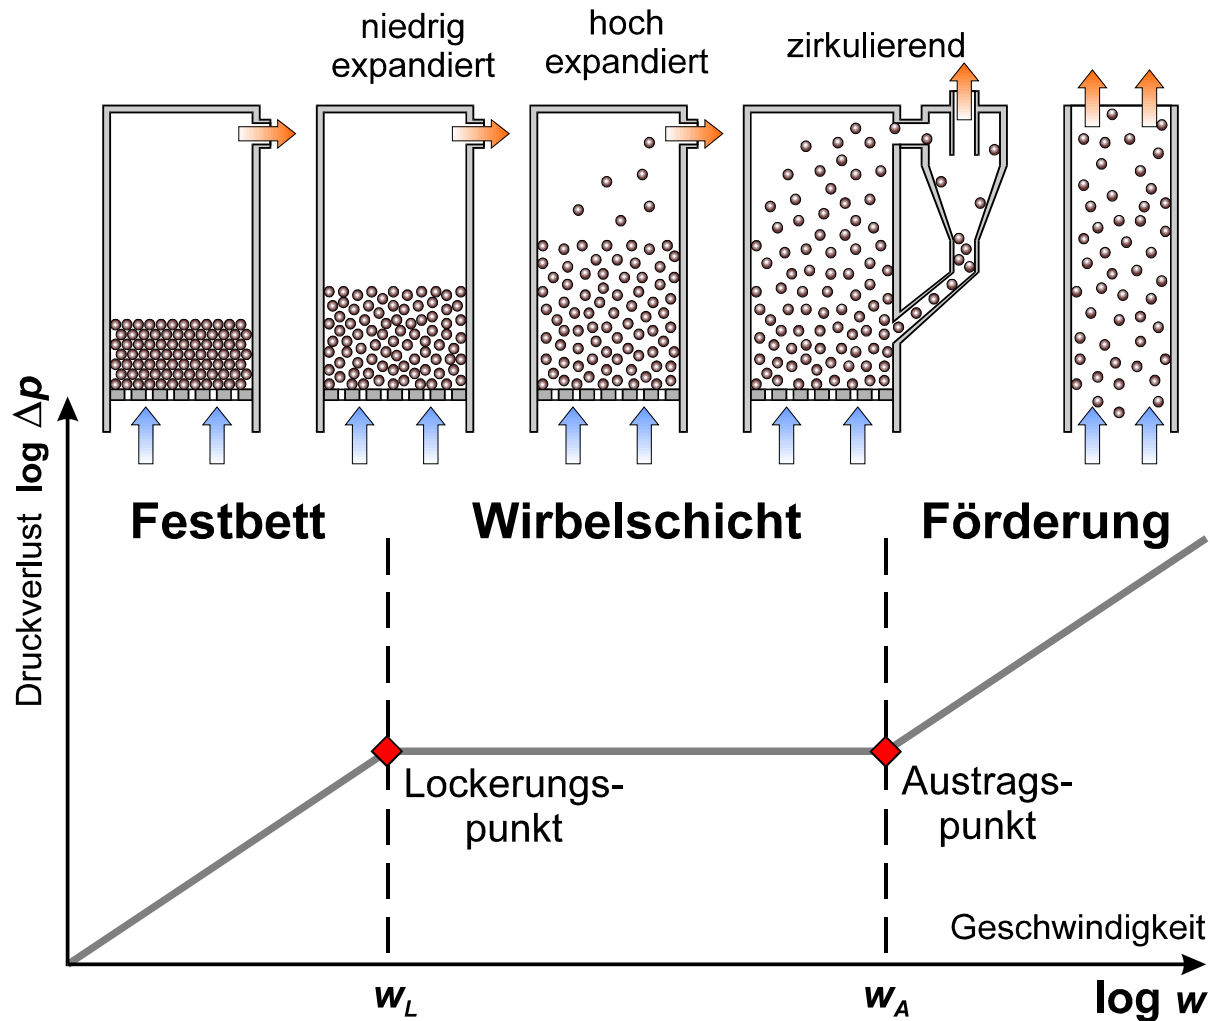 niedrig
expandiert
hoch
expandiert
zirkulierend
Druckverlust log Δp
Festbett
Wirbelschicht
Förderung
Lockerungs-
punkt
Austrags-
punkt
Geschwindigkeit
log w
w_L
w_A